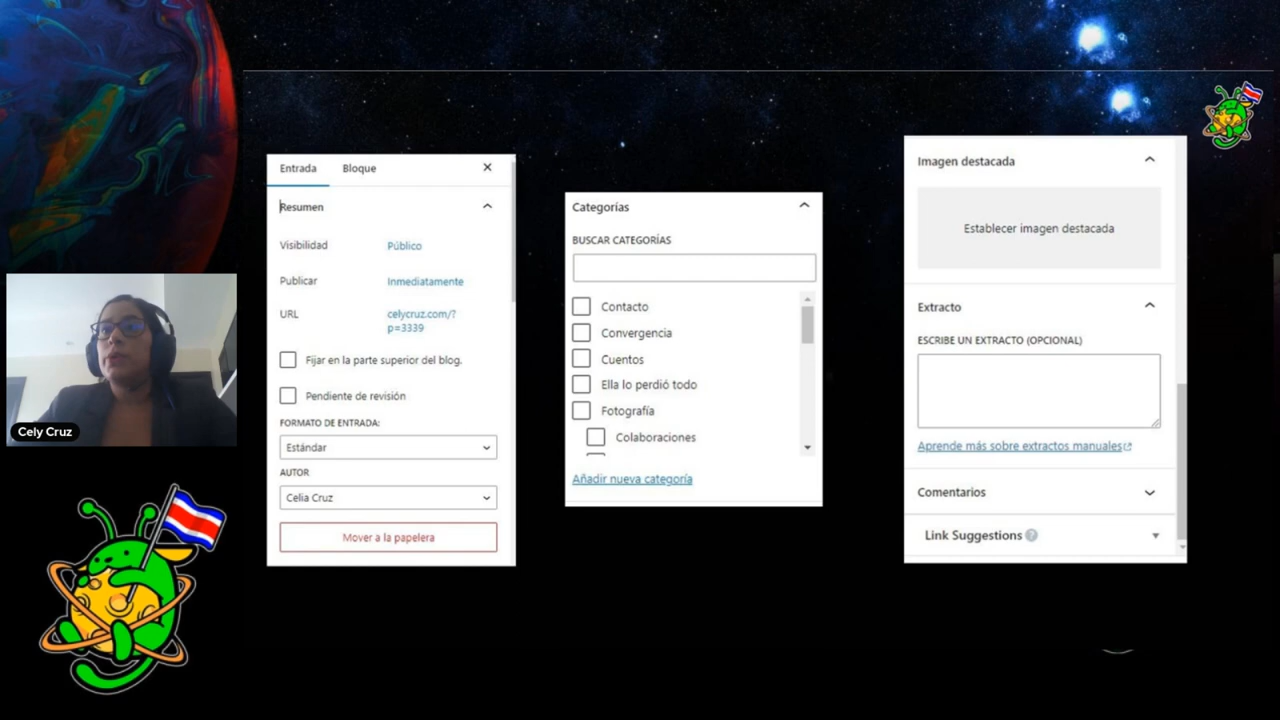 Entrada Bloque
Resumen
Visibilidad Público
Publicar Inmediatamente
URL celycruz.com/?
p=3339
Fijar en la parte superior del blog.
Pendiente de revisión
FORMATO DE ENTRADA:
Estándar
AUTOR
Celia Cruz
Mover a la papelera
Categorías
BUSCAR CATEGORÍAS
Contacto
Convergencia
Cuentos
Ella lo perdió todo
Fotografía
Colaboraciones
Añadir nueva categoría
Imagen destacada
Establecer imagen destacada
Extracto
ESCRIBE UN EXTRACTO (OPCIONAL)
Aprende más sobre extractos manuales
Comentarios
Link Suggestions ?
Cely Cruz